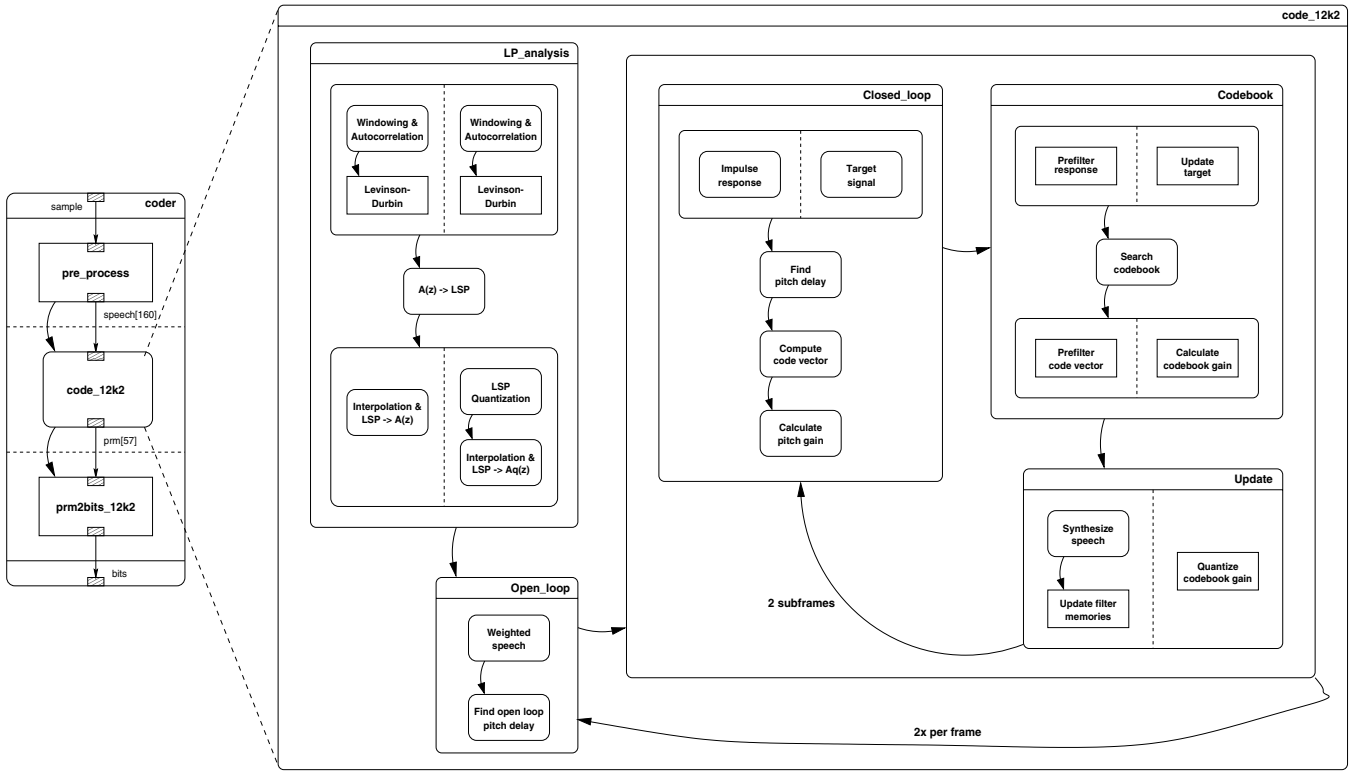 code_12k2
coder
sample
pre_process
speech[160]
code_12k2
prm[57]
prm2bits_12k2
bits
LP_analysis
Windowing &
Autocorrelation
Levinson-
Durbin
Windowing &
Autocorrelation
Levinson-
Durbin
A(z) -> LSP
Interpolation &
LSP -> A(z)
LSP
Quantization
Interpolation &
LSP -> Aq(z)
Open_loop
Weighted
speech
Find open loop
pitch delay
Closed_loop
Impulse
response
Target
signal
Find
pitch delay
Compute
code vector
Calculate
pitch gain
Codebook
Prefilter
response
Update
target
Search
codebook
Prefilter
code vector
Calculate
codebook gain
Update
Synthesize
speech
Update filter
memories
Quantize
codebook gain
2 subframes
2x per frame